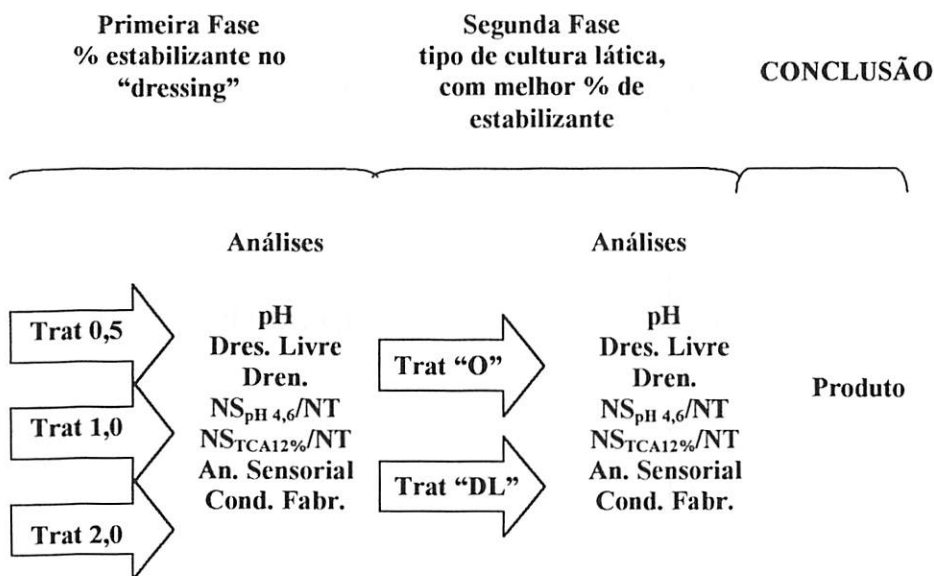 Primeira Fase
% estabilizante no
“dressing”
Segunda Fase
tipo de cultura lática,
com melhor % de
estabilizante
CONCLUSÃO
Análises
Trat 0,5
Trat 1,0
Trat 2,0
pH
Dres. Livre
Dren.
NSpH 4,6/NT
NSTCA12%/NT
An. Sensorial
Cond. Fabr.
Trat “O”
Trat “DL”
Análises
pH
Dres. Livre
Dren.
NSpH 4,6/NT
NSTCA12%/NT
An. Sensorial
Cond. Fabr.
Produto